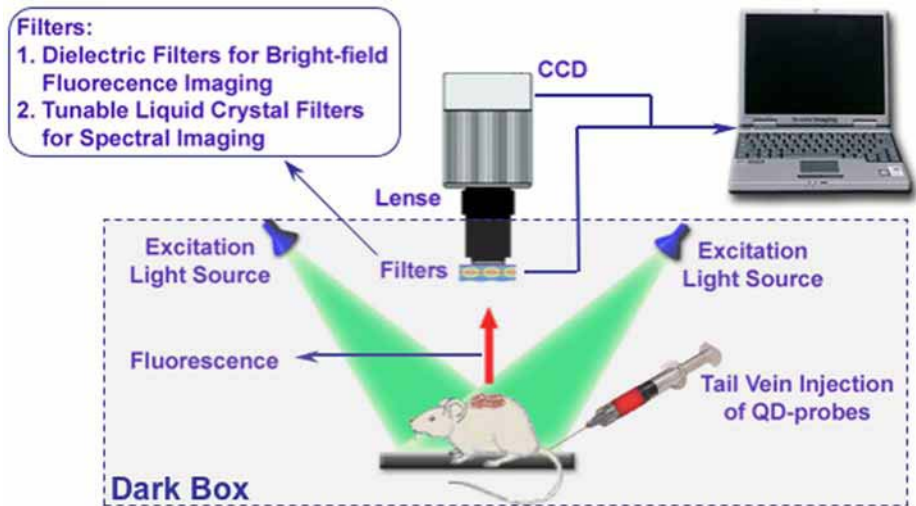 Filters:
1. Dielectric Filters for Bright-field
Fluorecence Imaging
2. Tunable Liquid Crystal Filters
for Spectral Imaging
CCD
Lense
Excitation
Light Source
Filters
Excitation
Light Source
Fluorescence
Tail Vein Injection
of QD-probes
Dark Box